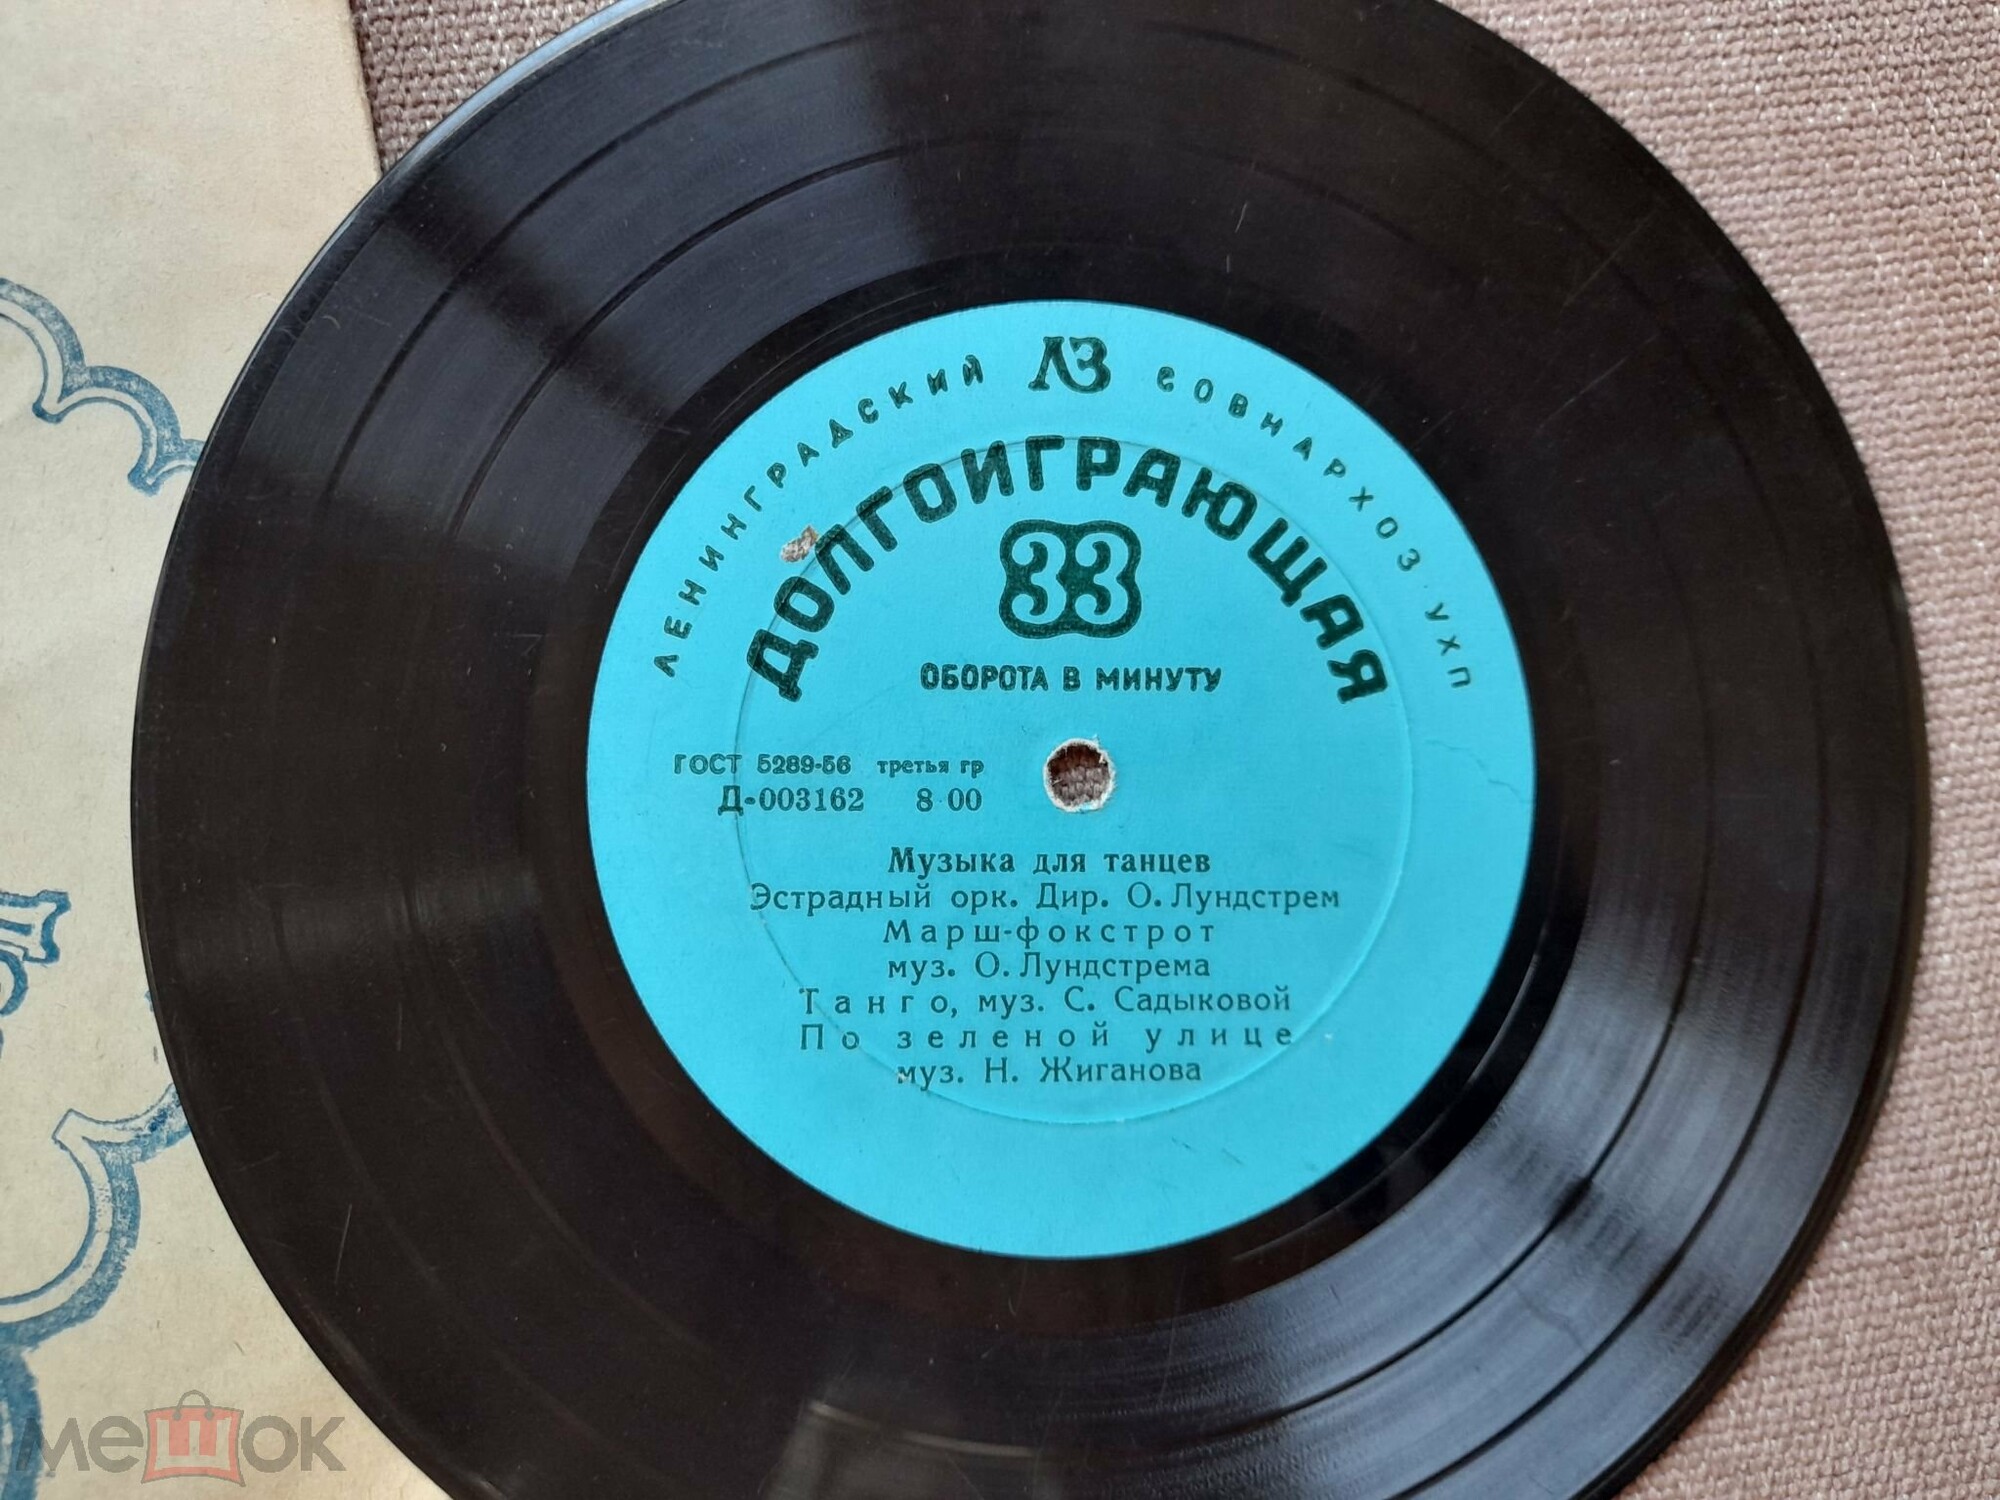 ЛЕНИНГРАДСКИЙ ЛЗ СОВНАРХОЗ·УХП
ДОЛГОИГРАЮЩАЯ
33
ОБОРОТА В МИНУТУ
ГОСТ 5289-56 третья гр
Д-003162 8-00
Музыка для танцев
Эстрадный орк. Дир. О. Лундстрем
Марш-фокстрот
муз. О. Лундстрема
Танго, муз. С. Садыковой
По зеленой улице
муз. Н. Жиганова
мешок